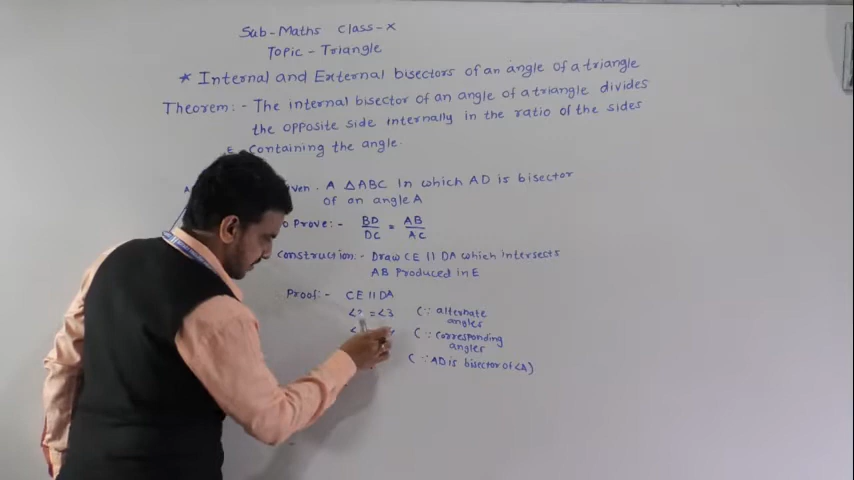 Sub-Maths Class-X
Topic - Triangle
* Internal and External bisectors of an angle of a triangle
Theorem:- The internal bisector of an angle of a triangle divides
the opposite side internally in the ratio of the sides
E Containing the angle.
A
ven. A △ABC In which AD is bisector
of an angle A
o Prove:- BD/DC = AB/AC
Construction:- Draw CE || DA which intersects
AB Produced in E
Proof:- CE || DA
<2 = <3 (∵ alternate
angles
< (∵ corresponding
angles
(∵ AD is bisector of <A)